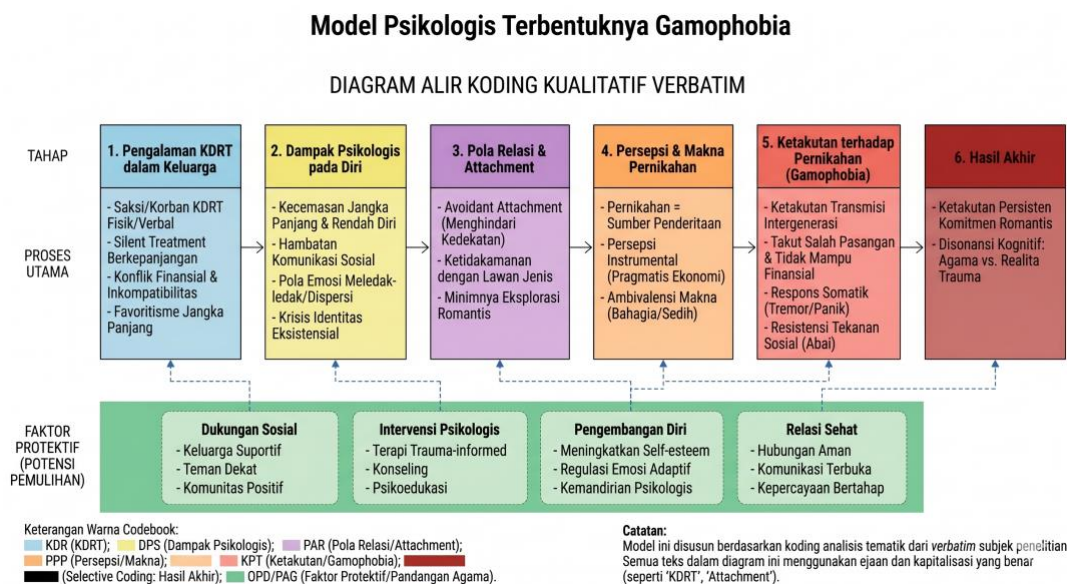 Model Psikologis Terbentuknya Gamophobia
DIAGRAM ALIR KODING KUALITATIF VERBATIM
TAHAP
1. Pengalaman KDRT
dalam Keluarga
2. Dampak Psikologis
pada Diri
3. Pola Relasi &
Attachment
4. Persepsi & Makna
Pernikahan
5. Ketakutan terhadap
Pernikahan
(Gamophobia)
6. Hasil Akhir
PROSES
UTAMA
- Saksi/Korban KDRT
Fisik/Verbal
- Silent Treatment
Berkepanjangan
- Konflik Finansial &
Inkompatibilitas
- Favoritisme Jangka
Panjang
- Kecemasan Jangka
Panjang & Rendah Diri
- Hambatan
Komunikasi Sosial
- Pola Emosi Meledak-
ledak/Dispersi
- Krisis Identitas
Eksistensial
- Avoidant Attachment
(Menghindari
Kedekatan)
- Ketidakamanan
dengan Lawan Jenis
- Minimnya Eksplorasi
Romantis
- Pernikahan =
Sumber Penderitaan
- Persepsi
Instrumental
(Pragmatis Ekonomi)
- Ambivalensi Makna
(Bahagia/Sedih)
- Ketakutan Transmisi
Intergenerasi
- Takut Salah Pasangan
& Tidak Mampu
Finansial
- Respons Somatik
(Tremor/Panik)
- Resistensi Tekanan
Sosial (Abai)
- Ketakutan Persisten
Komitmen Romantis
- Disonansi Kognitif:
Agama vs. Realita
Trauma
FAKTOR
PROTEKTIF
(POTENSI
PEMULIHAN)
Dukungan Sosial
- Keluarga Suportif
- Teman Dekat
- Komunitas Positif
Intervensi Psikologis
- Terapi Trauma-informed
- Konseling
- Psikoedukasi
Pengembangan Diri
- Meningkatkan Self-esteem
- Regulasi Emosi Adaptif
- Kemandirian Psikologis
Relasi Sehat
- Hubungan Aman
- Komunikasi Terbuka
- Kepercayaan Bertahap
Keterangan Warna Codebook:
KDR (KDRT); DPS (Dampak Psikologis); PAR (Pola Relasi/Attachment);
PPP (Persepsi/Makna); KPT (Ketakutan/Gamophobia);
(Selective Coding: Hasil Akhir); OPD/PAG (Faktor Protektif/Pandangan Agama).
Catatan:
Model ini disusun berdasarkan koding analisis tematik dari verbatim subjek penelitian
Semua teks dalam diagram ini menggunakan ejaan dan kapitalisasi yang benar
(seperti 'KDRT', 'Attachment').